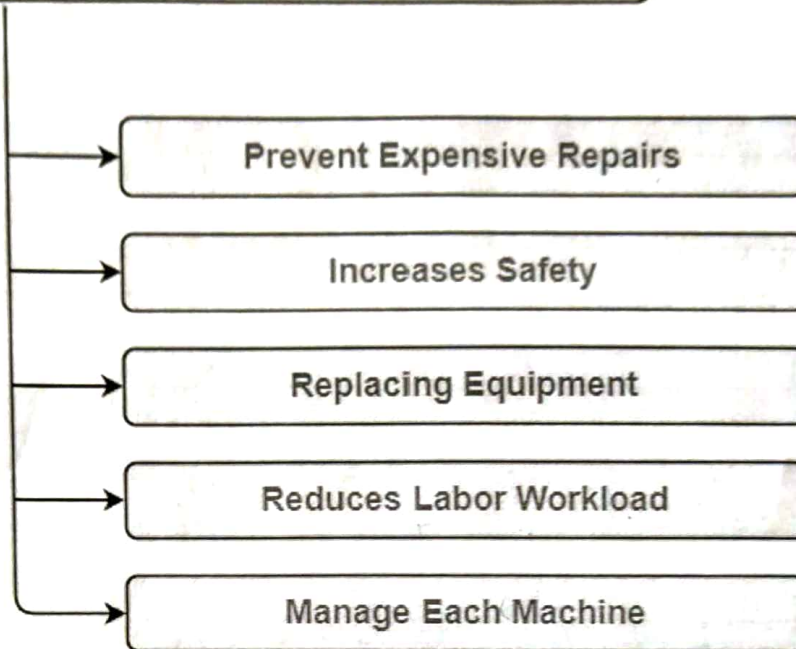 Prevent Expensive Repairs
Increases Safety
Replacing Equipment
Reduces Labor Workload
Manage Each Machine